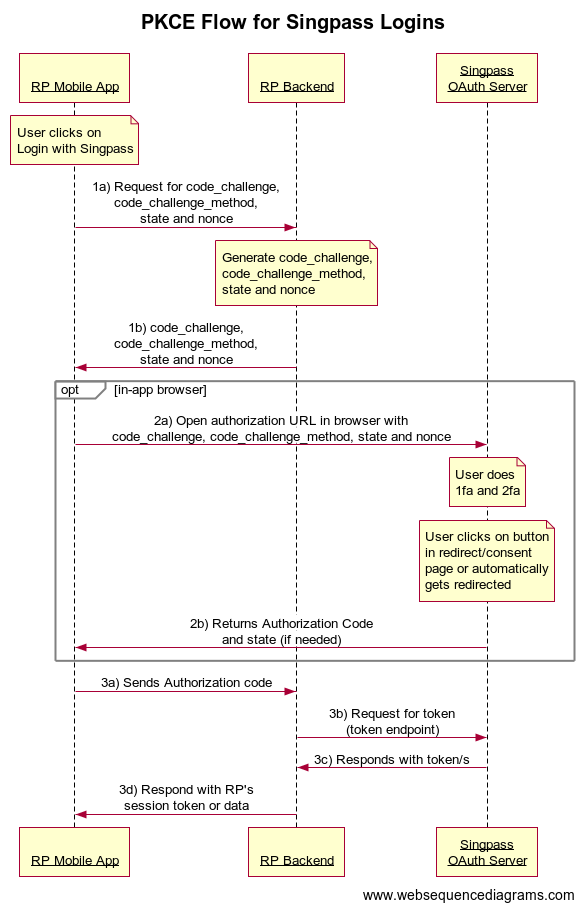 PKCE Flow for Singpass Logins
RP Mobile App
RP Backend
Singpass
OAuth Server
User clicks on
Login with Singpass
1a) Request for code_challenge,
code_challenge_method,
state and nonce
Generate code_challenge,
code_challenge_method,
state and nonce
1b) code_challenge,
code_challenge_method,
state and nonce
opt
[in-app browser]
2a) Open authorization URL in browser with
code_challenge, code_challenge_method, state and nonce
User does
1fa and 2fa
User clicks on button
in redirect/consent
page or automatically
gets redirected
2b) Returns Authorization Code
and state (if needed)
3a) Sends Authorization code
3b) Request for token
(token endpoint)
3c) Responds with token/s
3d) Respond with RP's
session token or data
RP Mobile App
RP Backend
Singpass
OAuth Server
www.websequencediagrams.com